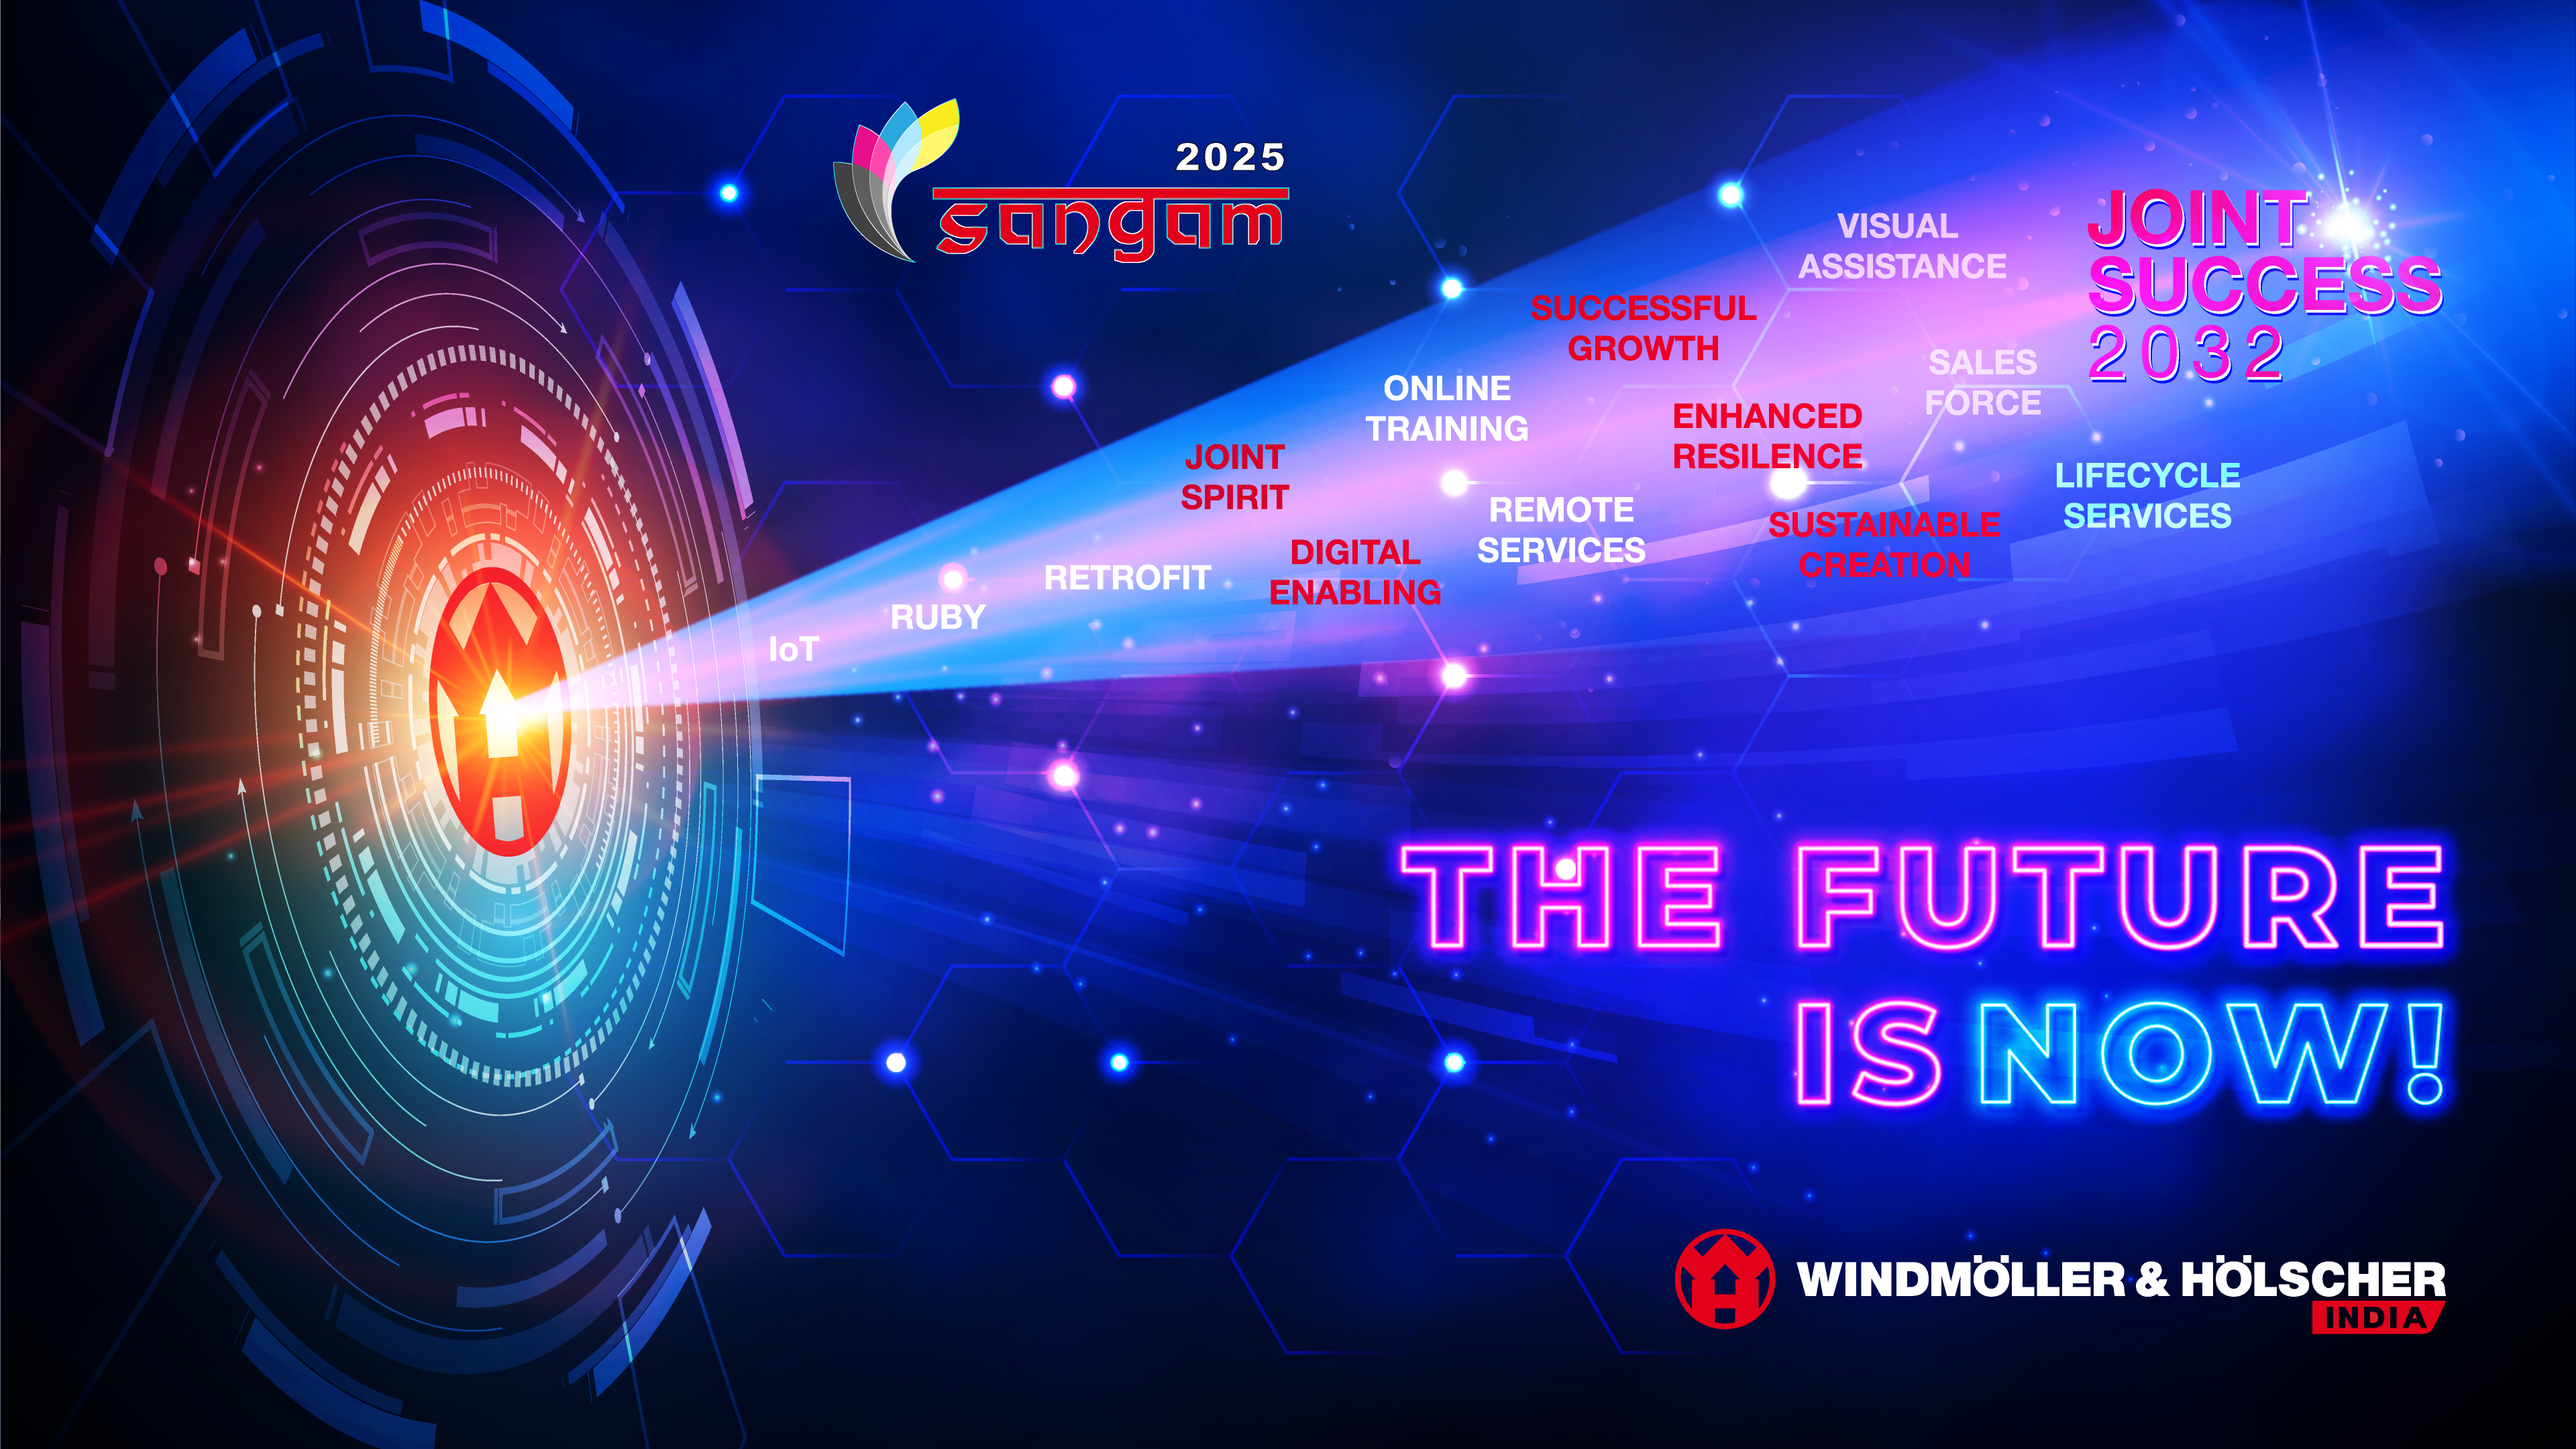 2025
sangam
VISUAL
ASSISTANCE
JOINT
SUCCESS
2032
SUCCESSFUL
GROWTH
SALES
FORCE
ONLINE
TRAINING
ENHANCED
RESILENCE
JOINT
SPIRIT
LIFECYCLE
SERVICES
REMOTE
SERVICES
SUSTAINABLE
CREATION
DIGITAL
ENABLING
RETROFIT
RUBY
IoT
THE FUTURE
IS NOW!
WINDMÖLLER & HÖLSCHER
INDIA